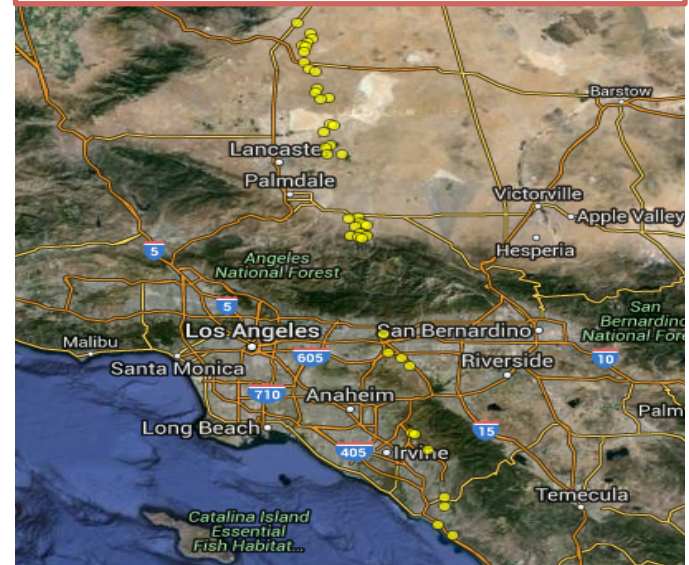 Barstow
Lancaste
Palmdale
Victorville
Apple Valley
Hesperia
5
Angeles
National Forest
5
San
Bernardino
National Fore
Los Angeles
San Bernardino
Malibu
605
10
Santa Monica
Riverside
710
Anaheim
Palm
Long Beach
15
405
Irvine
Temecula
Catalina Island
Essential
Fish Habitat...